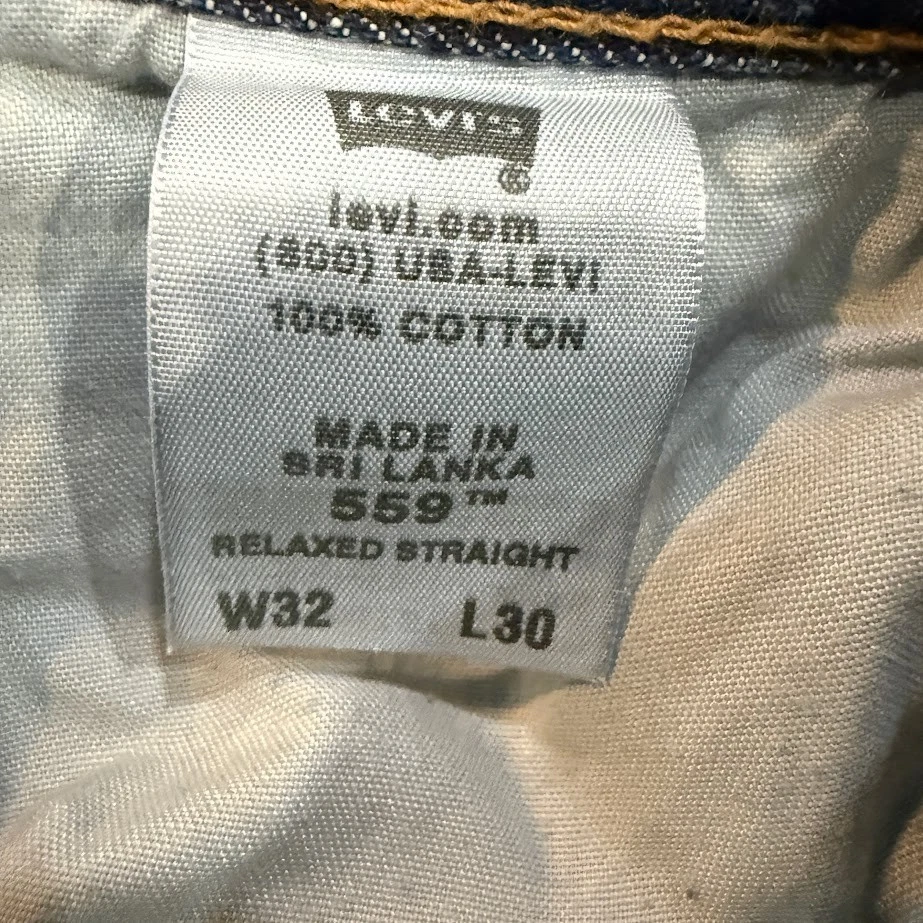 LEVI'S
®
levi.com
(800) USA-LEVI
100% COTTON
MADE IN
SRI LANKA
559™
RELAXED STRAIGHT
W32 L30